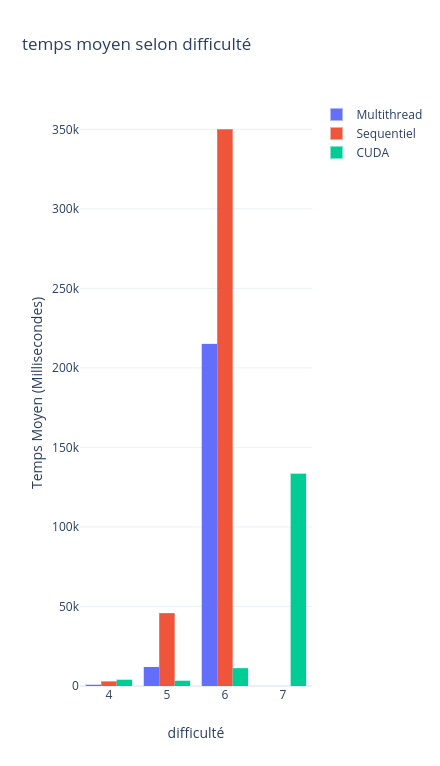 temps moyen selon difficulté
Multithread
Sequentiel
CUDA
350k
300k
250k
200k
150k
100k
50k
0
Temps Moyen (Millisecondes)
4 5 6 7
difficulté